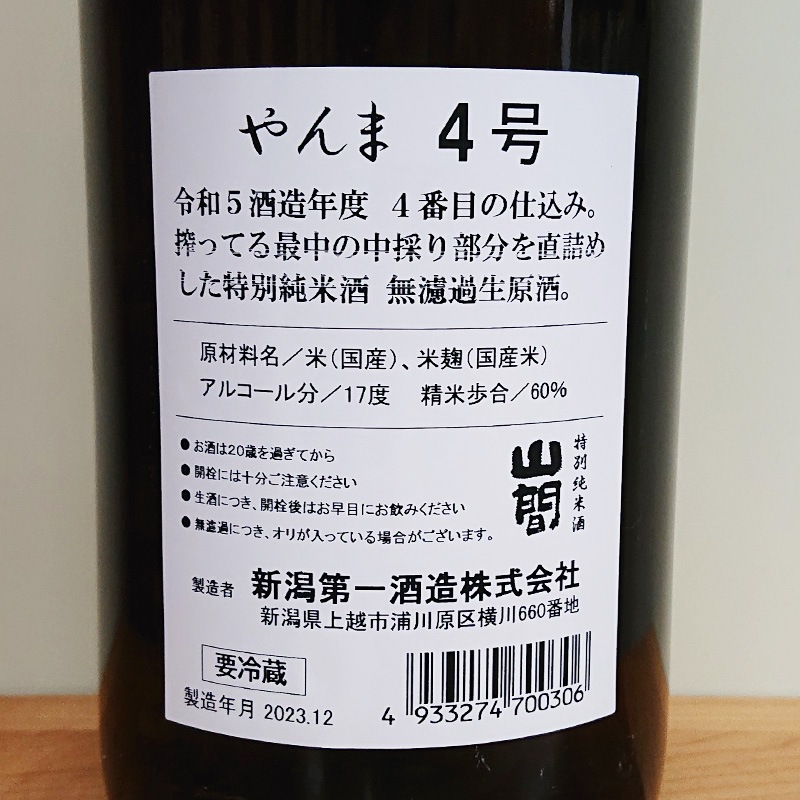 やんま 4号
令和5酒造年度 4番目の仕込み。
搾ってる最中の中採り部分を直詰め
した特別純米酒 無濾過生原酒。
原材料名／米(国産)、米麹(国産米)
アルコール分／17度 精米歩合／60%
●お酒は20歳を過ぎてから
●開栓には十分ご注意ください
●生酒につき、開栓後はお早目にお飲みください
●無濾過につき、オリが入っている場合がございます。
特別純米酒
山間
製造者 新潟第一酒造株式会社
新潟県上越市浦川原区横川660番地
要冷蔵
製造年月 2023.12
4 933274 700306